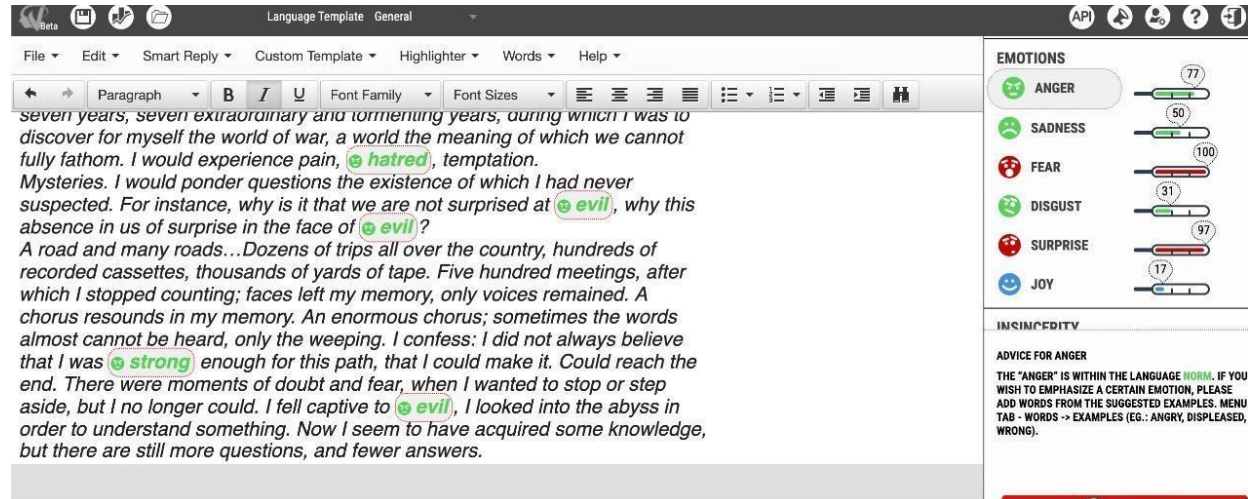 Beta
Language Template General
API
?
File Edit Smart Reply Custom Template Highlighter Words Help
Paragraph B I U Font Family Font Sizes
seven years, seven extraordinary and tormenting years, during which I was to
discover for myself the world of war, a world the meaning of which we cannot
fully fathom. I would experience pain, hatred, temptation.
Mysteries. I would ponder questions the existence of which I had never
suspected. For instance, why is it that we are not surprised at evil, why this
absence in us of surprise in the face of evil?
A road and many roads…Dozens of trips all over the country, hundreds of
recorded cassettes, thousands of yards of tape. Five hundred meetings, after
which I stopped counting; faces left my memory, only voices remained. A
chorus resounds in my memory. An enormous chorus; sometimes the words
almost cannot be heard, only the weeping. I confess: I did not always believe
that I was strong enough for this path, that I could make it. Could reach the
end. There were moments of doubt and fear, when I wanted to stop or step
aside, but I no longer could. I fell captive to evil, I looked into the abyss in
order to understand something. Now I seem to have acquired some knowledge,
but there are still more questions, and fewer answers.
EMOTIONS
ANGER 77
SADNESS 50
FEAR 100
DISGUST 31
SURPRISE 97
JOY 17
INSINCERITY
ADVICE FOR ANGER
THE "ANGER" IS WITHIN THE LANGUAGE NORM. IF YOU
WISH TO EMPHASIZE A CERTAIN EMOTION, PLEASE
ADD WORDS FROM THE SUGGESTED EXAMPLES. MENU
TAB - WORDS -> EXAMPLES (EG.: ANGRY, DISPLEASED,
WRONG).